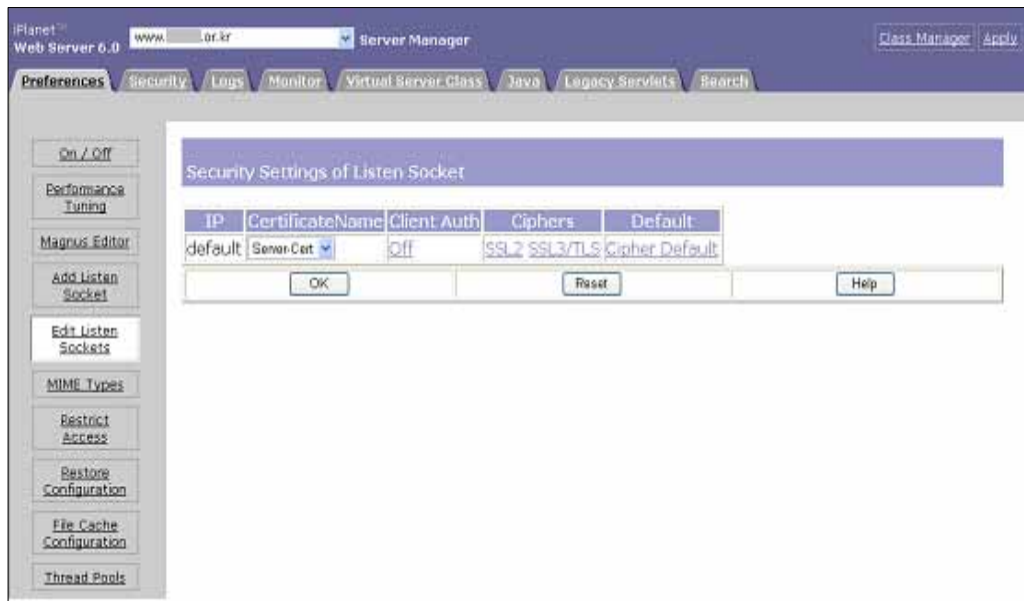 iPlanet™
Web Server 6.0
www. .or.kr
Server Manager
Class Manager
Apply
Preferences
Security
Logs
Monitor
Virtual Server Class
Java
Legacy Servlets
Search
On / Off
Performance
Tuning
Magnus Editor
Add Listen
Socket
Edit Listen
Sockets
MIME Types
Restrict
Access
Restore
Configuration
File Cache
Configuration
Thread Pools
Security Settings of Listen Socket
IP CertificateName Client Auth Ciphers Default
default Server-Cert Off SSL2 SSL3/TLS Cipher Default
OK Reset Help